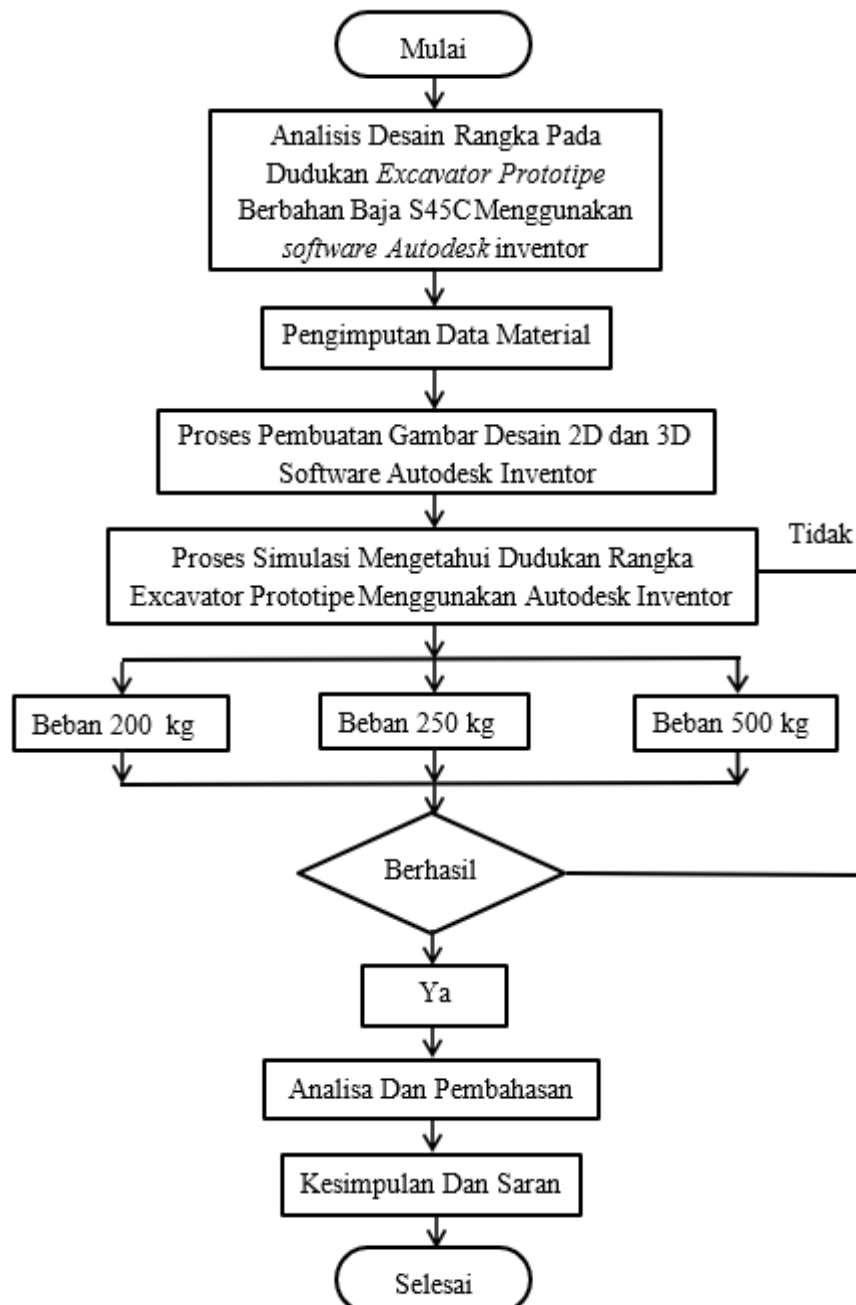 Mulai
Analisis Desain Rangka Pada
Dudukan Excavator Prototipe
Berbahan Baja S45C Menggunakan
software Autodesk inventor
Pengimputan Data Material
Proses Pembuatan Gambar Desain 2D dan 3D
Software Autodesk Inventor
Tidak
Proses Simulasi Mengetahui Dudukan Rangka
Excavator Prototipe Menggunakan Autodesk Inventor
Beban 200 kg
Beban 250 kg
Beban 500 kg
Berhasil
Ya
Analisa Dan Pembahasan
Kesimpulan Dan Saran
Selesai